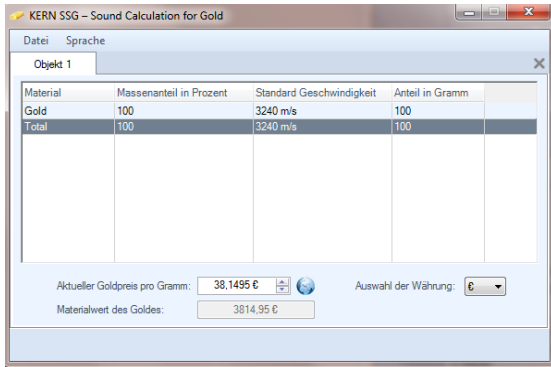 KERN SSG – Sound Calculation for Gold
Datei Sprache
Objekt 1
Material Massenanteil in Prozent Standard Geschwindigkeit Anteil in Gramm
Gold 100 3240 m/s 100
Total 100 3240 m/s 100
Aktueller Goldpreis pro Gramm: 38,1495 € Auswahl der Währung: €
Materialwert des Goldes: 3814,95 €